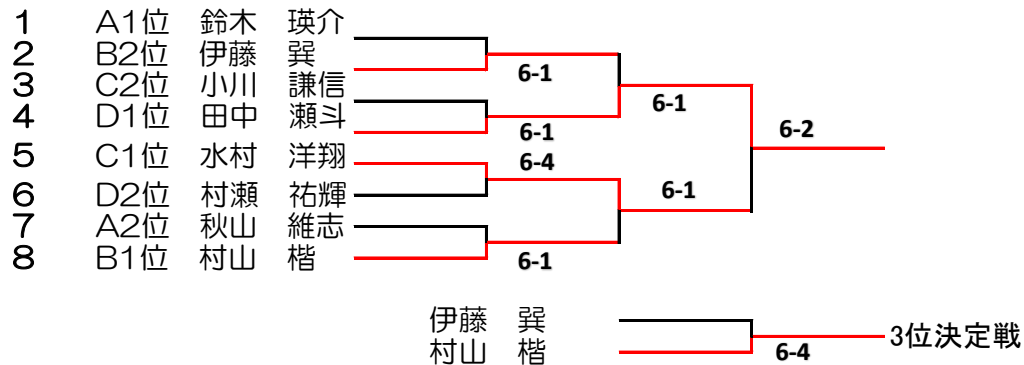 1 A1位 鈴木 瑛介
2 B2位 伊藤 巽
6-1
3 C2位 小川 謙信
6-1
4 D1位 田中 瀬斗
6-1
6-2
5 C1位 水村 洋翔
6-4
6 D2位 村瀬 祐輝
6-1
7 A2位 秋山 維志
8 B1位 村山 楷
6-1
伊藤 巽
村山 楷
6-4
3位決定戦